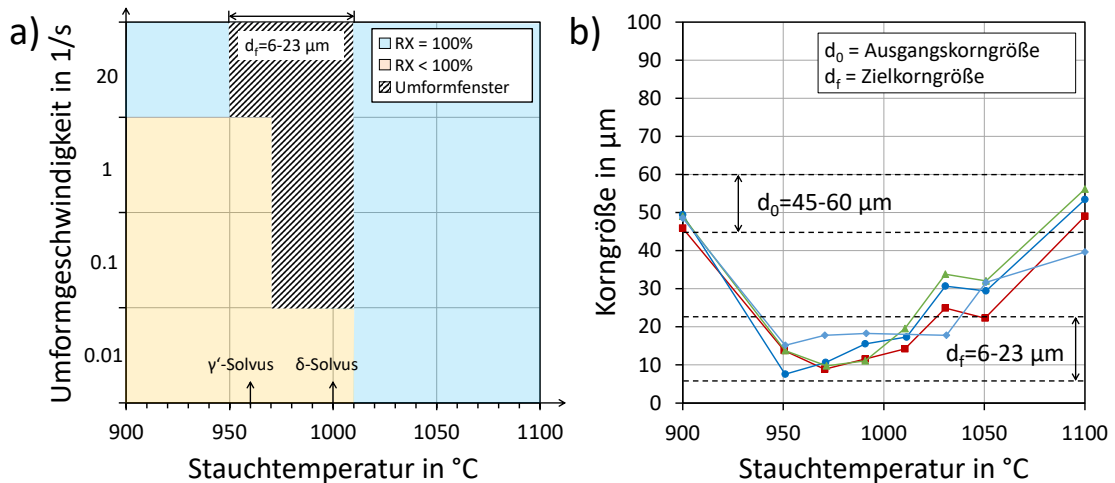 a)
Umformgeschwindigkeit in 1/s
20
1
0.1
0.01
d_f=6-23 µm
RX = 100%
RX < 100%
Umformfenster
γ‘-Solvus
δ-Solvus
900
950
1000
1050
1100
Stauchtemperatur in °C
b)
Korngröße in µm
100
90
80
70
60
50
40
30
20
10
0
d₀ = Ausgangskorngröße
d_f = Zielkorngröße
d₀=45-60 µm
d_f=6-23 µm
900
950
1000
1050
1100
Stauchtemperatur in °C